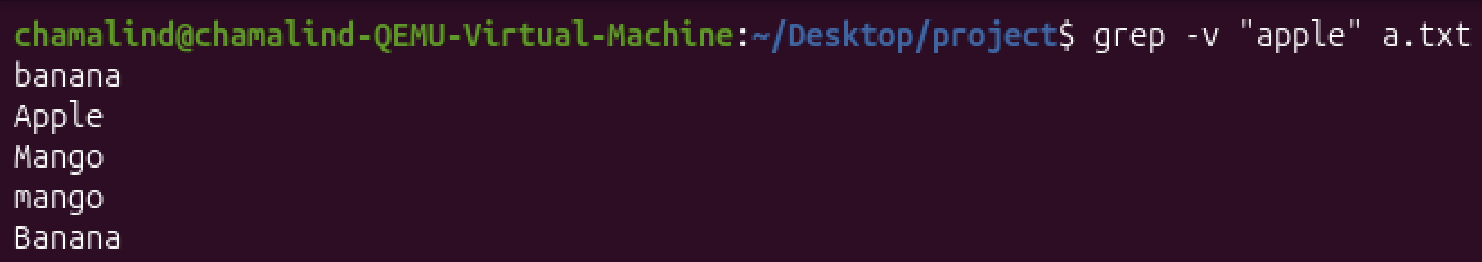 chamalind@chamalind-QEMU-Virtual-Machine:~/Desktop/project$ grep -v "apple" a.txt
banana
Apple
Mango
mango
Banana